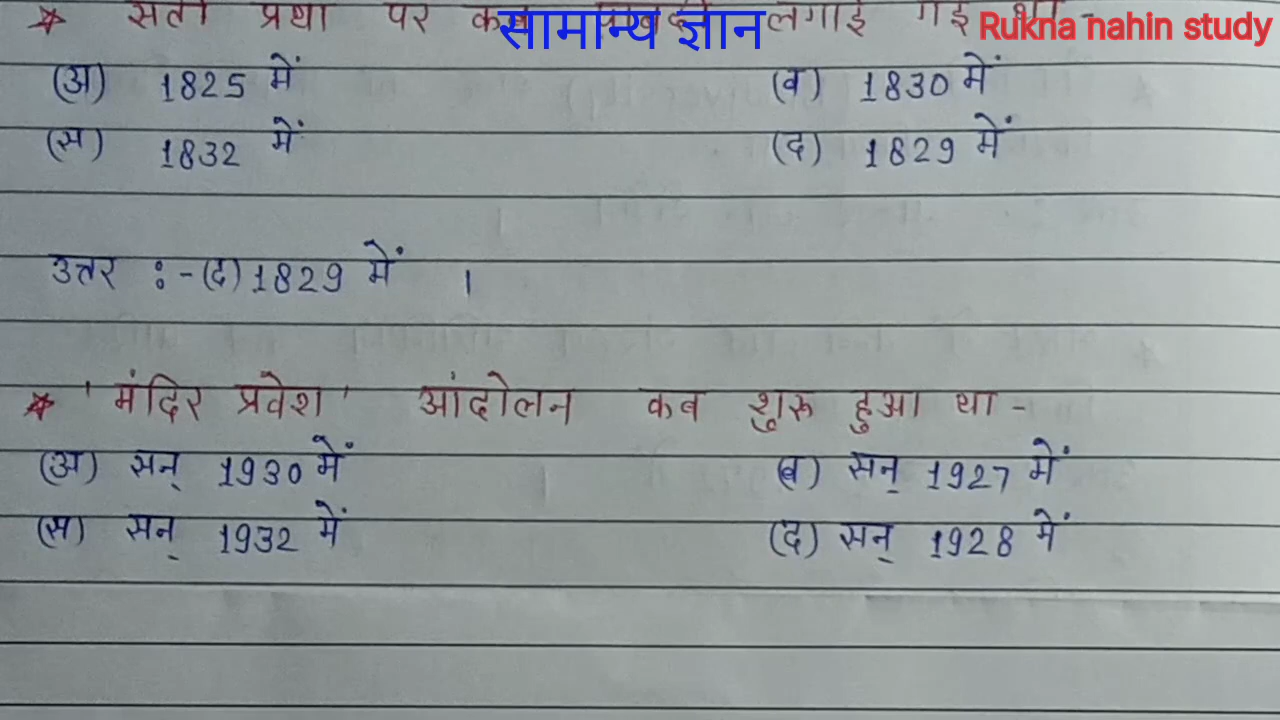 सामान्य ज्ञान
Rukna nahin study
* सती प्रथा पर लगाई गई थी -
(अ) 1825 में (ब) 1830 में
(स) 1832 में (द) 1829 में
उत्तर :- (द) 1829 में ।
* 'मंदिर प्रवेश' आंदोलन कब शुरू हुआ था -
(अ) सन् 1930 में (ब) सन् 1927 में
(स) सन् 1932 में (द) सन् 1928 में